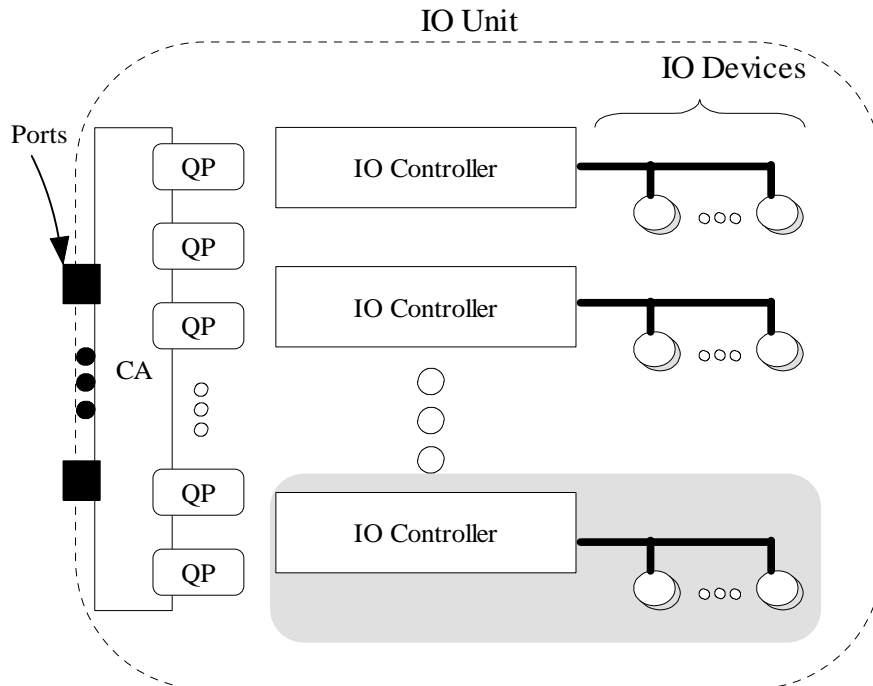 IO Unit
IO Devices
Ports
QP
IO Controller
QP
IO Controller
QP
CA
QP
IO Controller
QP